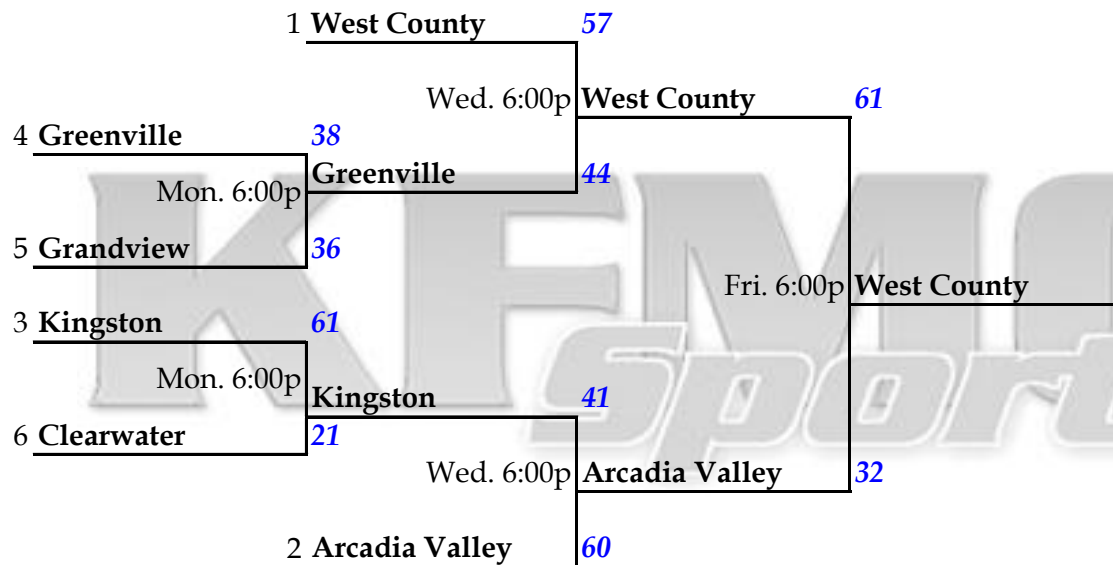 1 West County 57
Wed. 6:00p West County 61
4 Greenville 38
Mon. 6:00p Greenville 44
5 Grandview 36
Fri. 6:00p West County
3 Kingston 61
Mon. 6:00p
Kingston 41
6 Clearwater 21
Wed. 6:00p Arcadia Valley 32
2 Arcadia Valley 60
KFMO
Sport